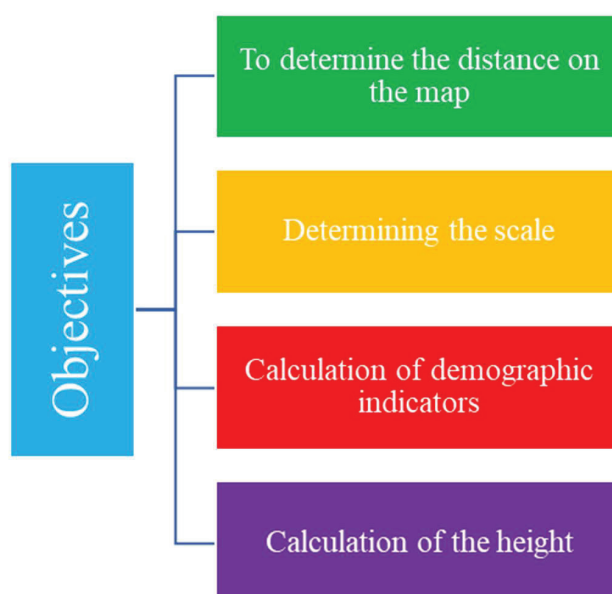 Objectives
To determine the distance on
the map
Determining the scale
Calculation of demographic
indicators
Calculation of the height